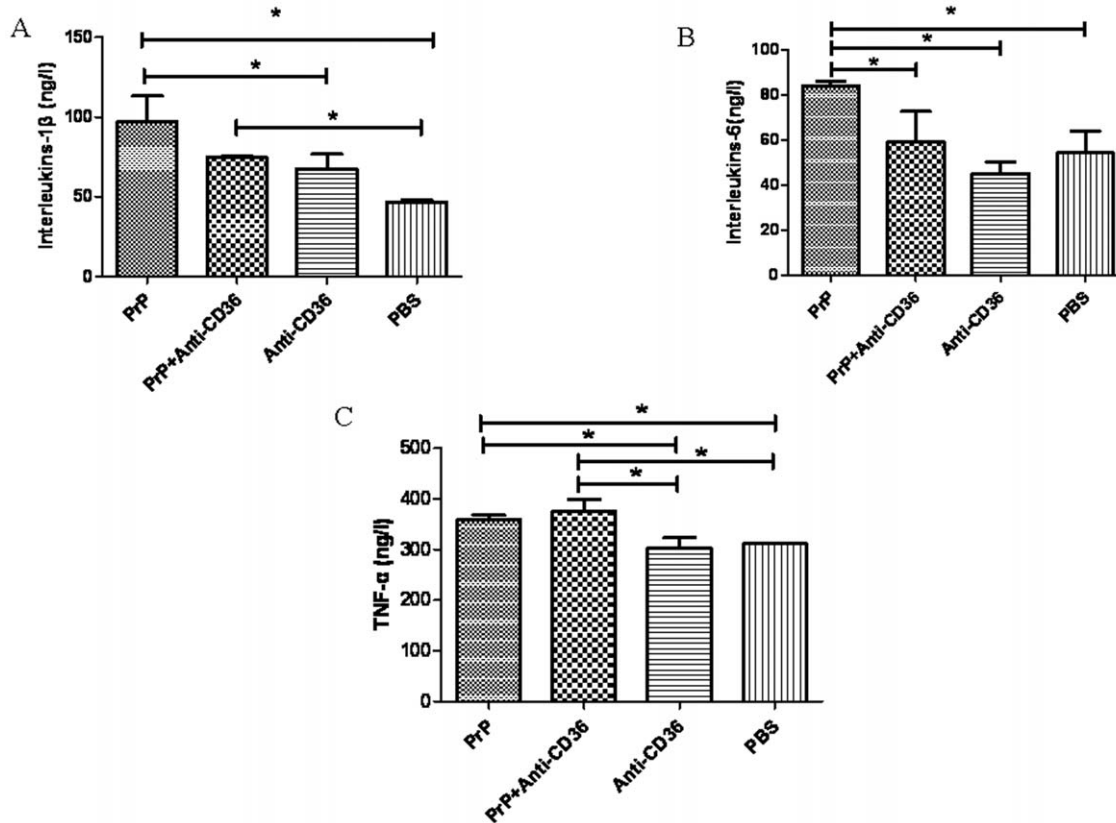 A
*
*
*
150
100
50
0
Interleukins-1β (ng/l)
PrP
PrP+Anti-CD36
Anti-CD36
PBS
B
*
*
*
100
80
60
40
20
0
Interleukins-6(ng/l)
PrP
PrP+Anti-CD36
Anti-CD36
PBS
C
*
*
*
*
500
400
300
200
100
0
TNF-α (ng/l)
PrP
PrP+Anti-CD36
Anti-CD36
PBS